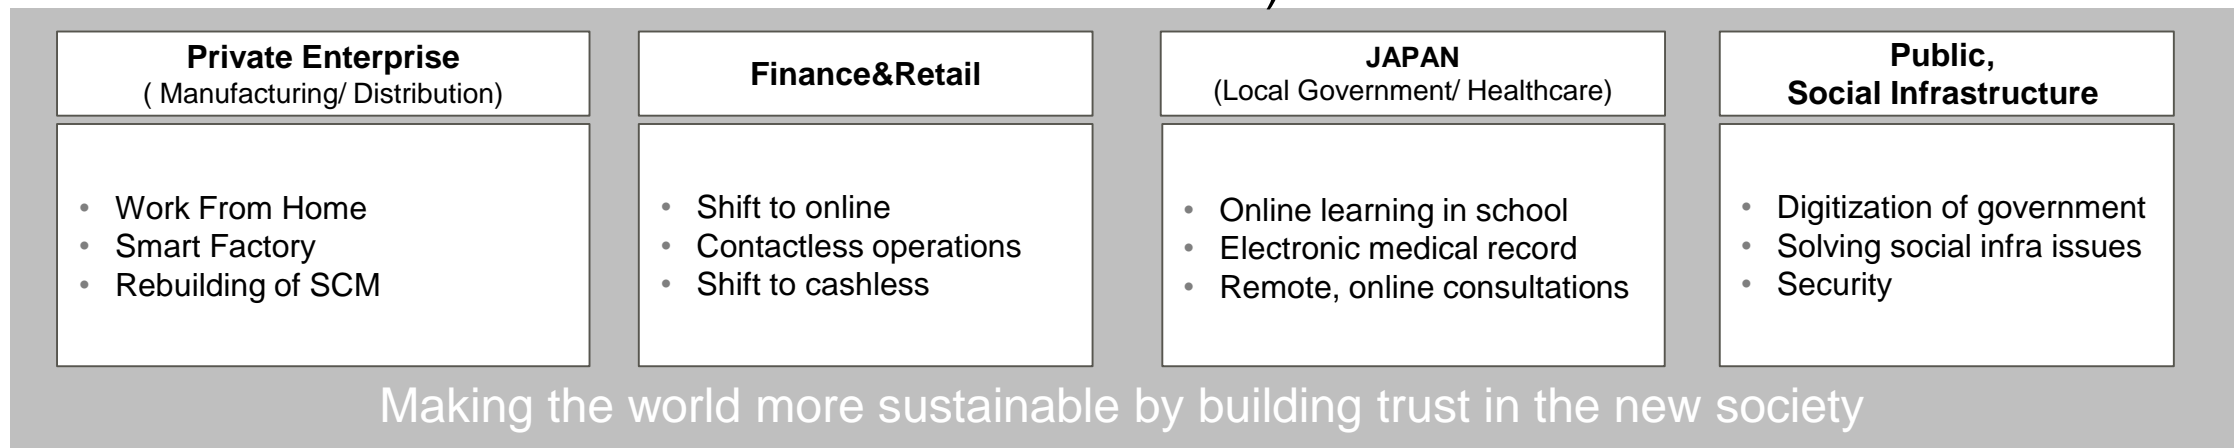 Private Enterprise
( Manufacturing/ Distribution)
• Work From Home
• Smart Factory
• Rebuilding of SCM
Finance&Retail
• Shift to online
• Contactless operations
• Shift to cashless
JAPAN
(Local Government/ Healthcare)
• Online learning in school
• Electronic medical record
• Remote, online consultations
Public,
Social Infrastructure
• Digitization of government
• Solving social infra issues
• Security
Making the world more sustainable by building trust in the new society